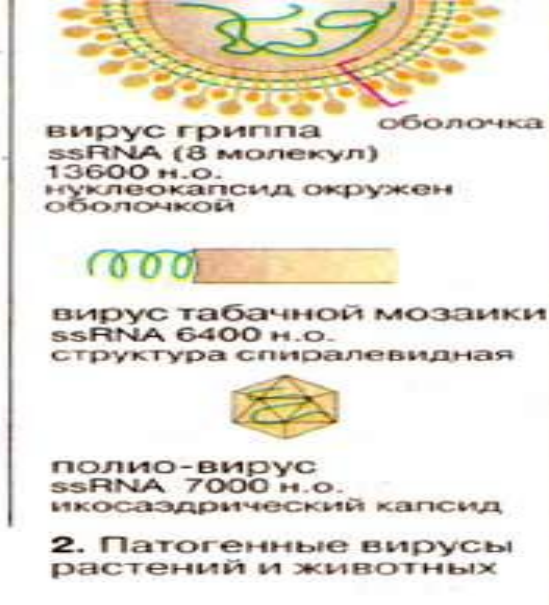 оболочка
вирус гриппа
ssRNA (8 молекул)
13600 н.о.
нуклеокапсид окружен
оболочкой
вирус табачной мозаики
ssRNA 6400 н.о.
структура спиралевидная
полио-вирус
ssRNA 7000 н.о.
икосаэдрический капсид
2. Патогенные вирусы
растений и животных